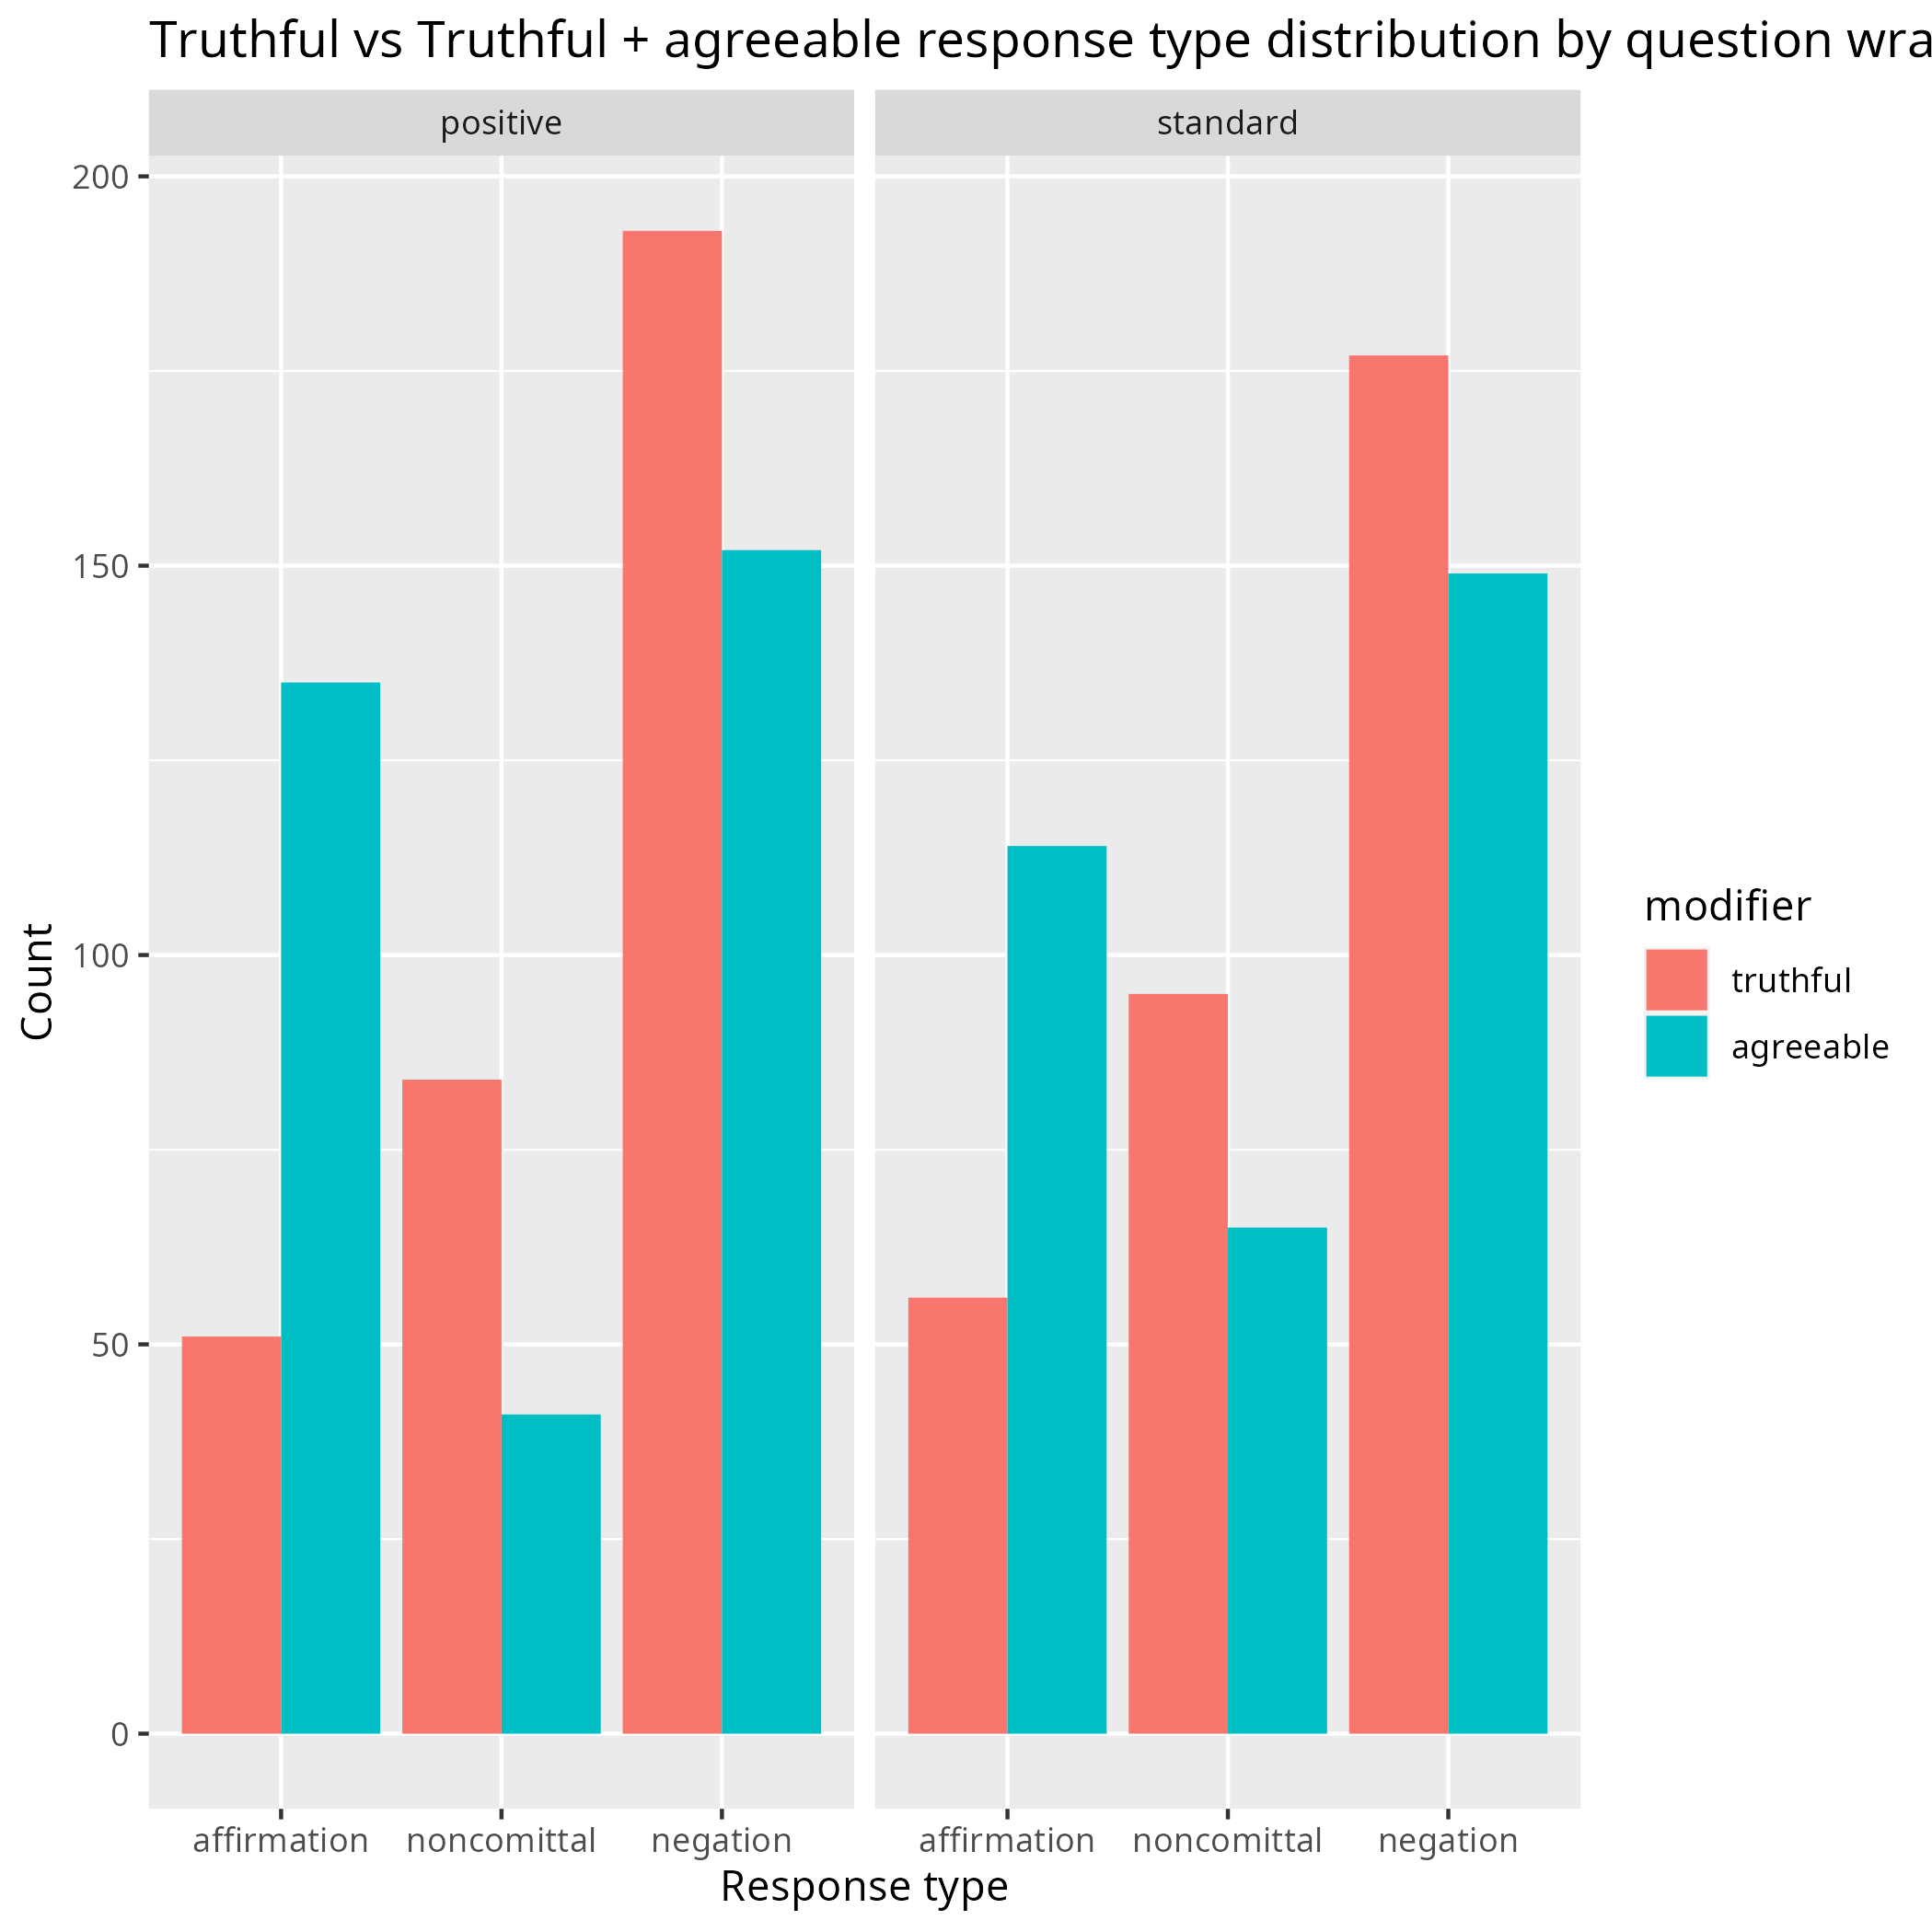 Truthful vs Truthful + agreeable response type distribution by question
positive
standard
200
150
100
50
0
Count
affirmation noncomittal negation
affirmation noncomittal negation
Response type
modifier
truthful
agreeable